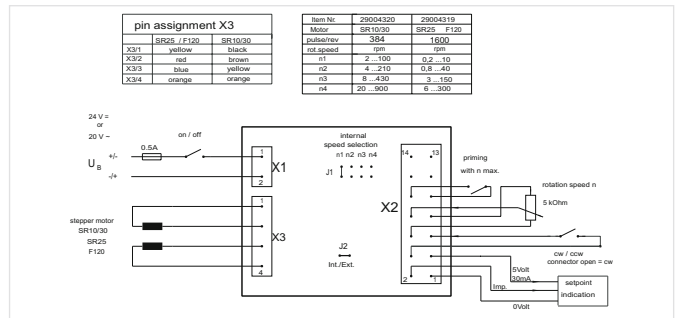 pin assignment X3
SR25 / F120 SR10/30
X3/1 yellow black
X3/2 red brown
X3/3 blue yellow
X3/4 orange orange
Item Nr. 29004320 29004319
Motor SR10/30 SR25 F120
pulse/rev 384 1600
rot.speed rpm rpm
n1 2 ...100 0,2 ...10
n2 4 ...210 0,8 ...40
n3 8 ...430 3 ...150
n4 20 ...900 6 ...300
24 V =
or
20 V ~
on / off
0.5A
+/-
U B
-/+
1
2
X1
internal
speed selection
n1 n2 n3 n4
J1
14 13
X2
2 1
priming
with n max.
rotation speed n
5 kOhm
stepper motor
SR10/30
SR25
F120
1
X3
4
J2
Int./Ext.
cw / ccw
connector open = cw
5Volt
30mA
Imp.
0Volt
setpoint
indication